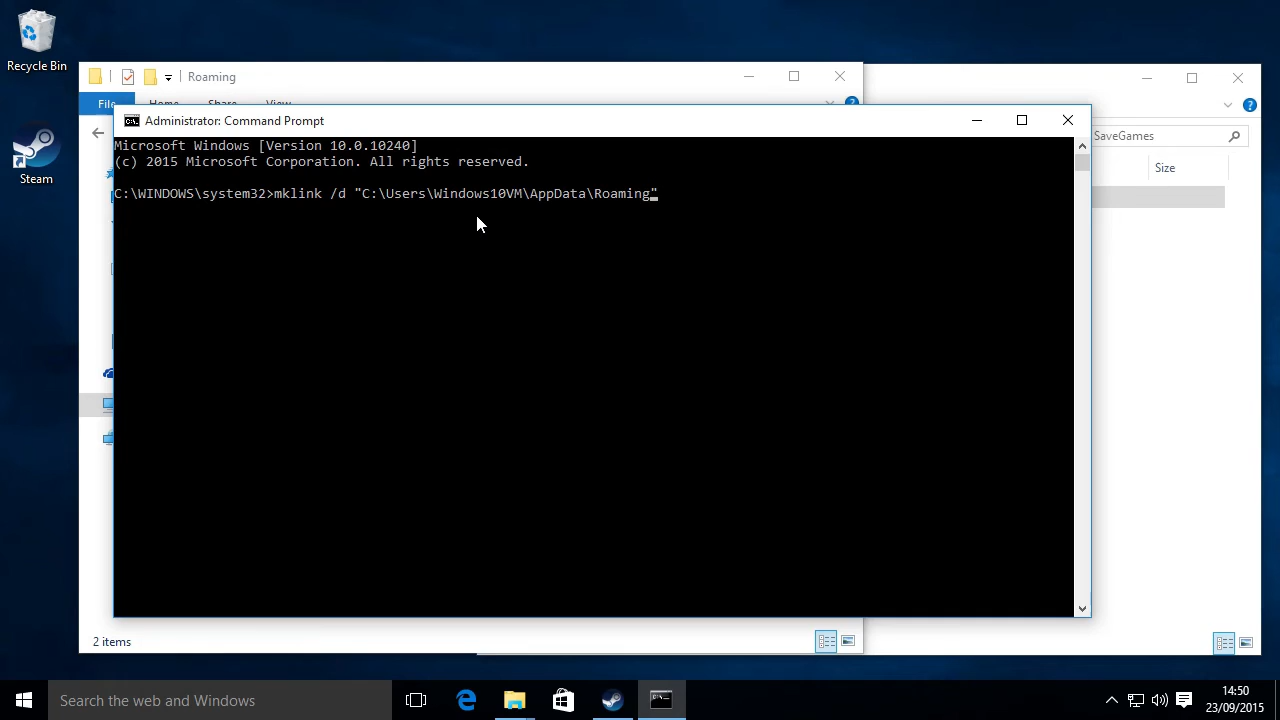 Recycle Bin
Steam
Roaming
File
Home
Share
View
SaveGames
Size
Administrator: Command Prompt
Microsoft Windows [Version 10.0.10240]
(c) 2015 Microsoft Corporation. All rights reserved.
C:\WINDOWS\system32>mklink /d "C:\Users\Windows10VM\AppData\Roaming"
2 items
Search the web and Windows
14:50
23/09/2015